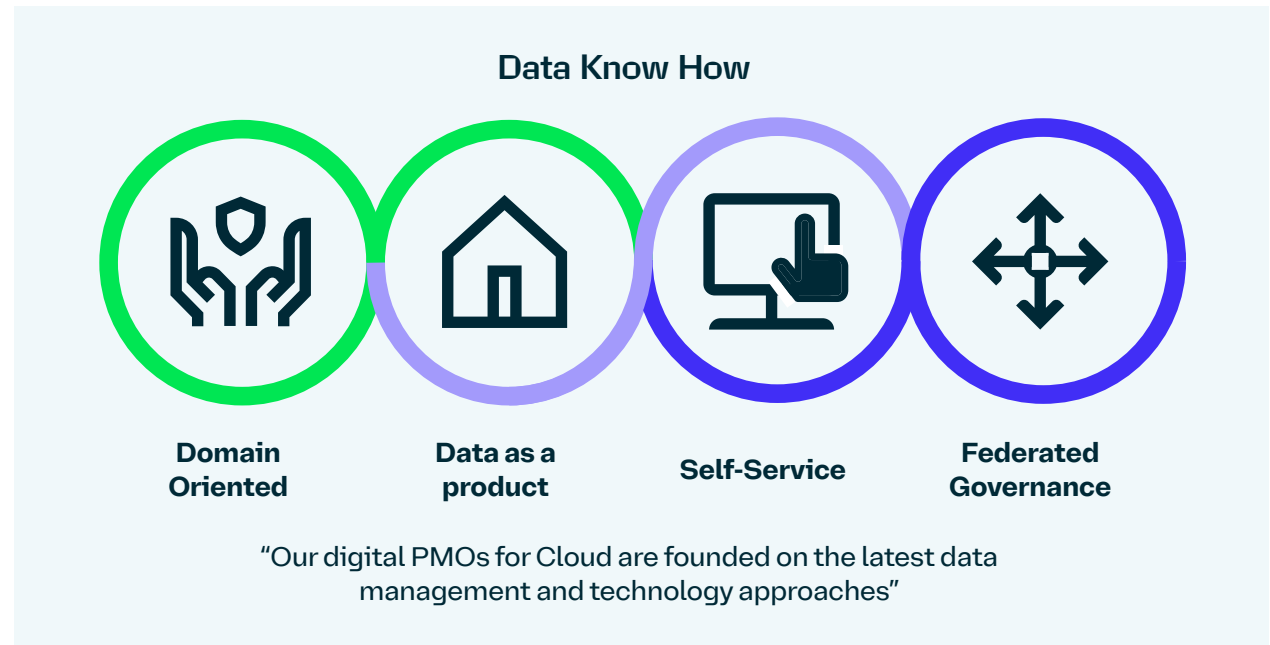 Data Know How
Domain
Oriented
Data as a
product
Self-Service
Federated
Governance
“Our digital PMOs for Cloud are founded on the latest data
management and technology approaches”